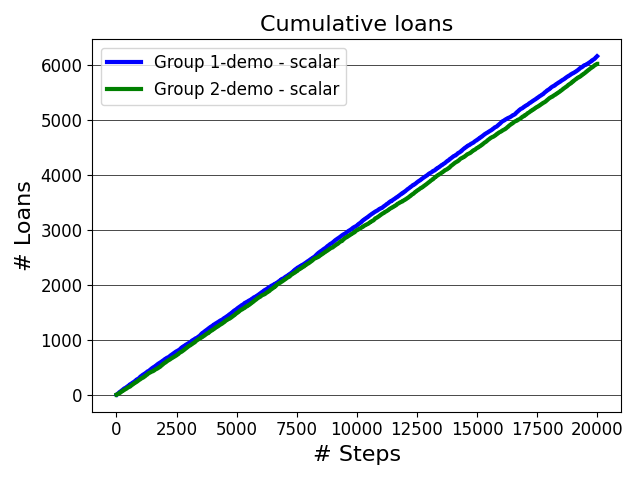 Cumulative loans
Group 1-demo - scalar
Group 2-demo - scalar
# Loans
6000
5000
4000
3000
2000
1000
0
0 2500 5000 7500 10000 12500 15000 17500 20000
# Steps